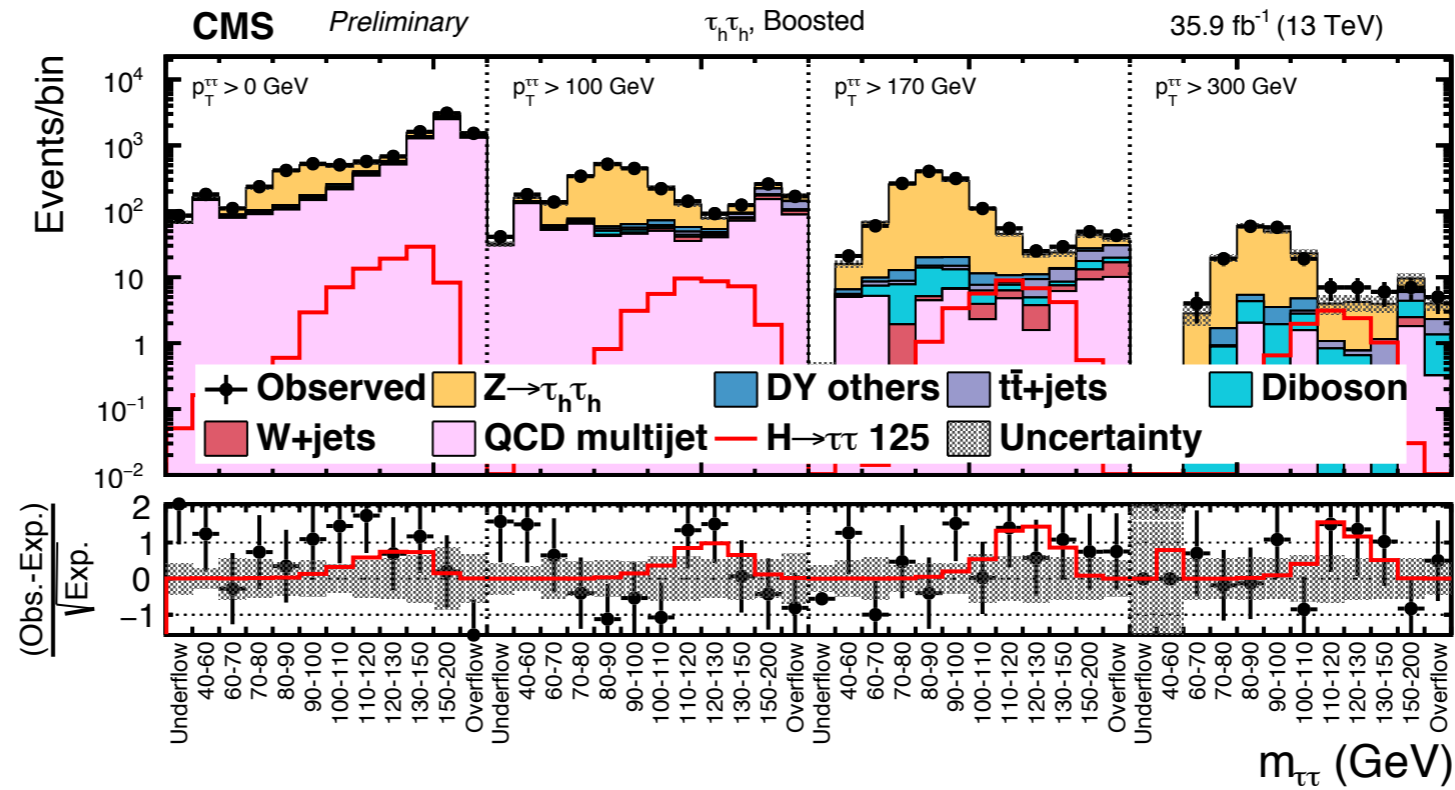 CMS Preliminary τhτh, Boosted 35.9 fb⁻¹ (13 TeV)
Events/bin
10⁴
10³
10²
10
1
10⁻¹
10⁻²
pTττ > 0 GeV
pTττ > 100 GeV
pTττ > 170 GeV
pTττ > 300 GeV
Observed Z→τhτh DY others tt̄+jets Diboson
W+jets QCD multijet H→ττ 125 Uncertainty
(Obs.-Exp.)
√Exp.
2
1
0
−1
Underflow 40-60 60-70 70-80 80-90 90-100 100-110 110-120 120-130 130-150 150-200 Overflow
Underflow 40-60 60-70 70-80 80-90 90-100 100-110 110-120 120-130 130-150 150-200 Overflow
Underflow 40-60 60-70 70-80 80-90 90-100 100-110 110-120 120-130 130-150 150-200 Overflow
Underflow 40-60 60-70 70-80 80-90 90-100 100-110 110-120 120-130 130-150 150-200 Overflow
mττ (GeV)